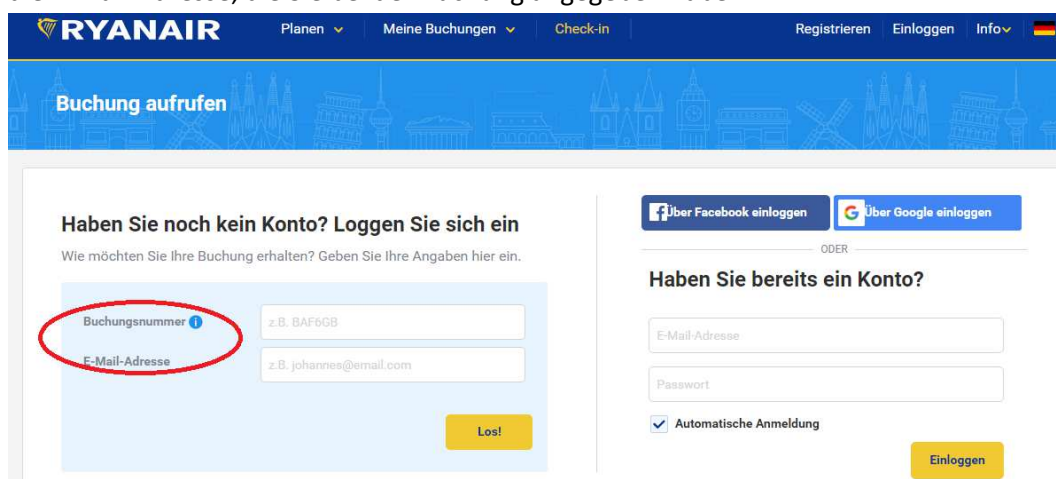 RYANAIR Planen Meine Buchungen Check-in Registrieren Einloggen Info
Buchung aufrufen
Haben Sie noch kein Konto? Loggen Sie sich ein
Wie möchten Sie Ihre Buchung erhalten? Geben Sie Ihre Angaben hier ein.
Buchungsnummer i z.B. BAF6GB
E-Mail-Adresse z.B. johannes@email.com
Los!
f Über Facebook einloggen G Über Google einloggen
ODER
Haben Sie bereits ein Konto?
E-Mail-Adresse
Passwort
Automatische Anmeldung
Einloggen